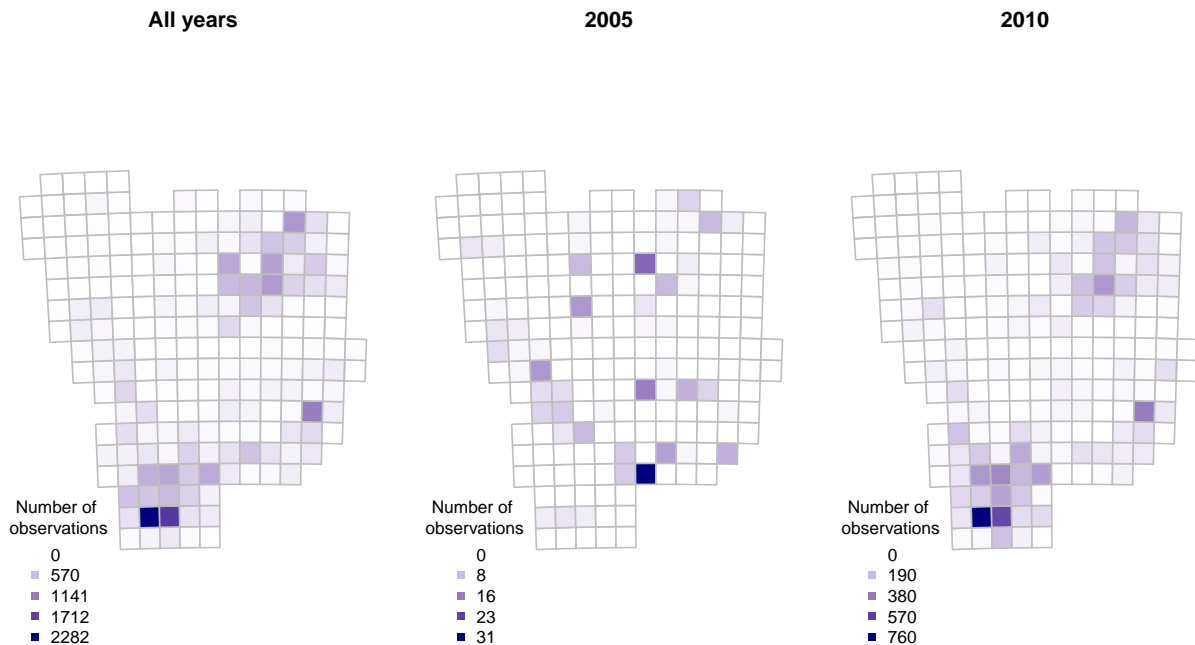 All years
2005
2010
Number of
observations
0
570
1141
1712
2282
Number of
observations
0
8
16
23
31
Number of
observations
0
190
380
570
760